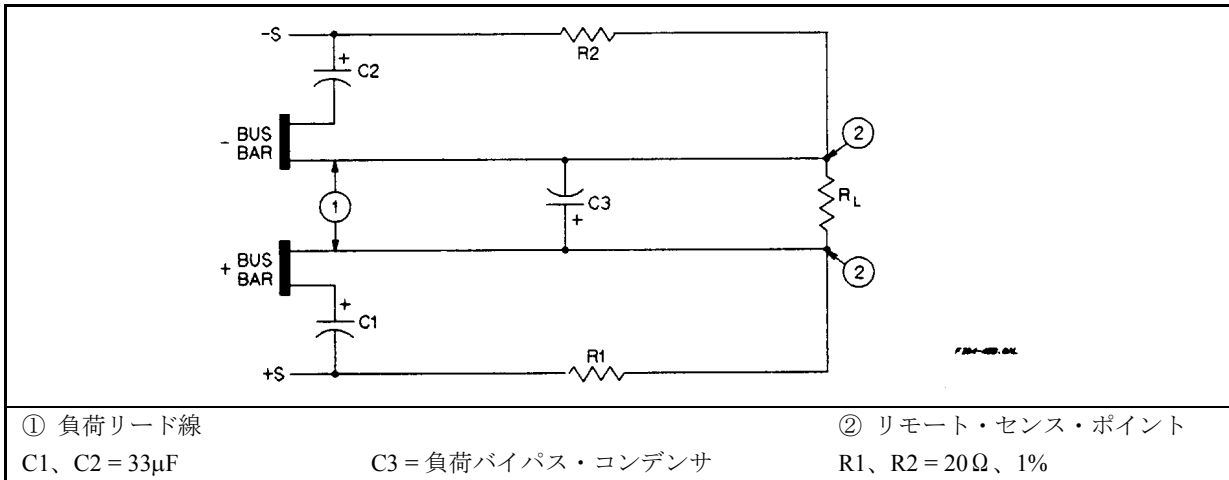 -S
R2
+
C2
- BUS
BAR
2
1
C3
+
RL
+ BUS
BAR
2
+
C1
R1
+S
① 負荷リード線
② リモート・センス・ポイント
C1、C2 = 33μF
C3 = 負荷バイパス・コンデンサ
R1、R2 = 20Ω、1%